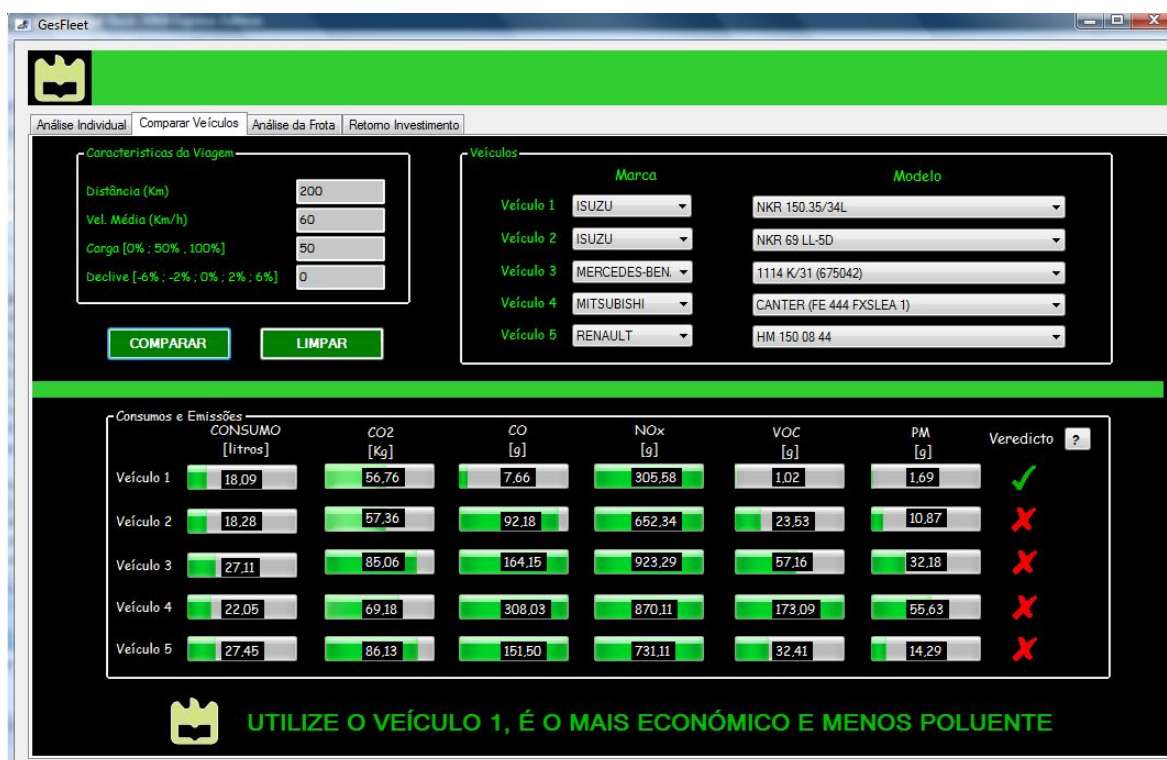 GesFleet
Análise Individual Comparar Veículos Análise da Frota Retorno Investimento
Características da Viagem
Distância (Km) 200
Vel. Média (Km/h) 60
Carga [0% ; 50% , 100%] 50
Declive [-6% ; -2% ; 0% ; 2% ; 6%] 0
COMPARAR LIMPAR
Veículos
Marca Modelo
Veículo 1 ISUZU NKR 150.35/34L
Veículo 2 ISUZU NKR 69 LL-5D
Veículo 3 MERCEDES-BEN. 1114 K/31 (675042)
Veículo 4 MITSUBISHI CANTER (FE 444 FXSLEA 1)
Veículo 5 RENAULT HM 150 08 44
Consumos e Emissões
CONSUMO CO2 CO NOx VOC PM Veredicto ?
[litros] [Kg] [g] [g] [g] [g]
Veículo 1 18,09 56,76 7,66 305,58 1,02 1,69
Veículo 2 18,28 57,36 92,18 652,34 23,53 10,87
Veículo 3 27,11 85,06 164,15 923,29 57,16 32,18
Veículo 4 22,05 69,18 308,03 870,11 173,09 55,63
Veículo 5 27,45 86,13 151,50 731,11 32,41 14,29
UTILIZE O VEÍCULO 1, É O MAIS ECONÓMICO E MENOS POLUENTE